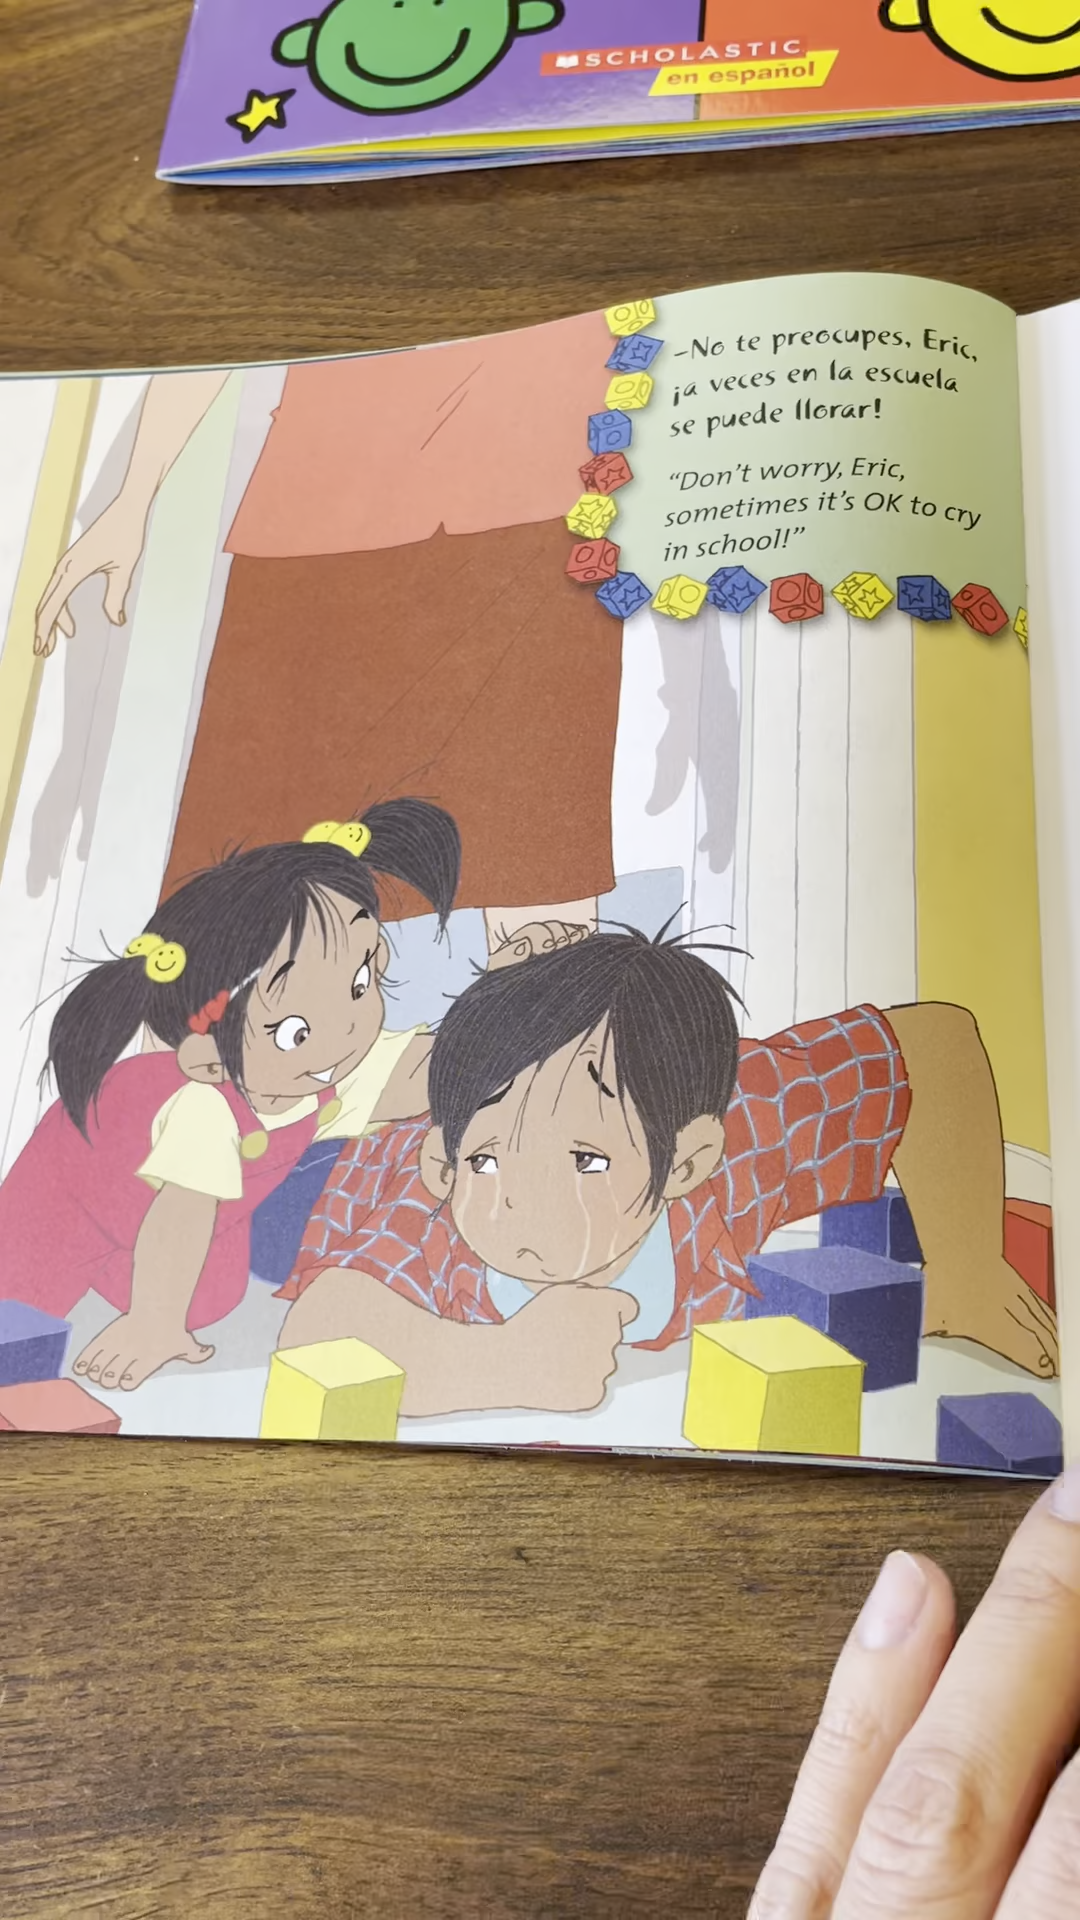 SCHOLASTIC
en español
–No te preocupes, Eric,
¡a veces en la escuela
se puede llorar!
“Don’t worry, Eric,
sometimes it’s OK to cry
in school!”